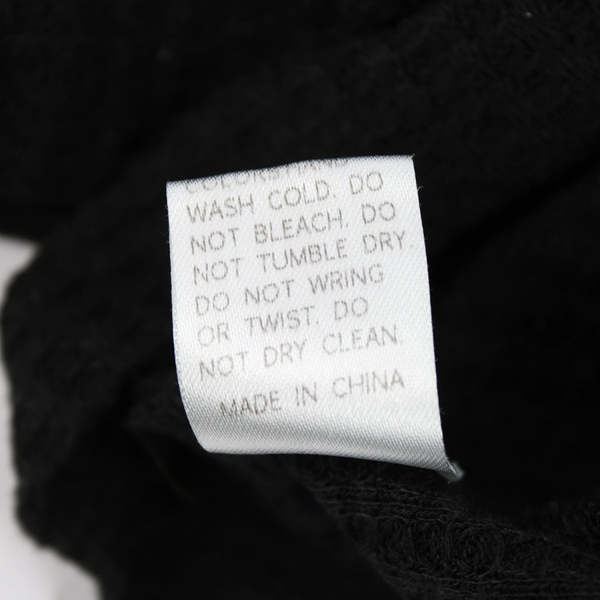 WASH COLD. DO
NOT BLEACH. DO
NOT TUMBLE DRY.
DO NOT WRING
OR TWIST. DO
NOT DRY CLEAN.
MADE IN CHINA